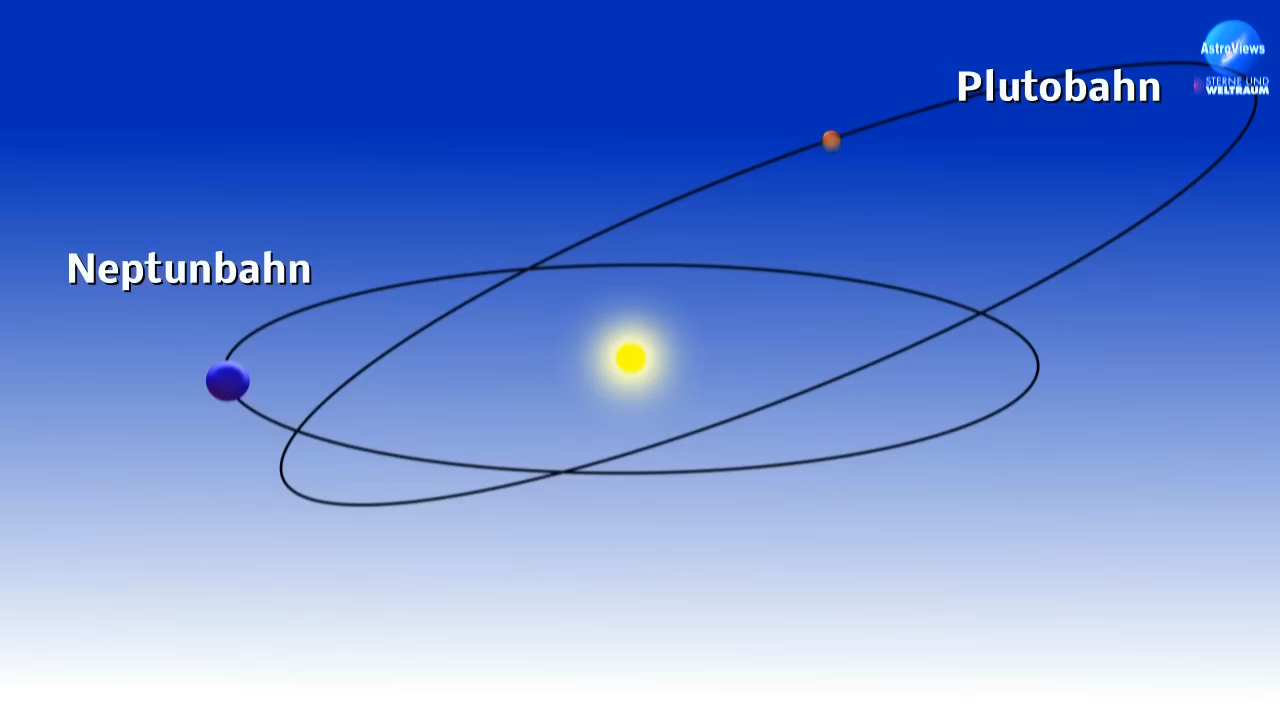 AstroViews
STERNE UND
WELTRAUM
Plutobahn
Neptunbahn